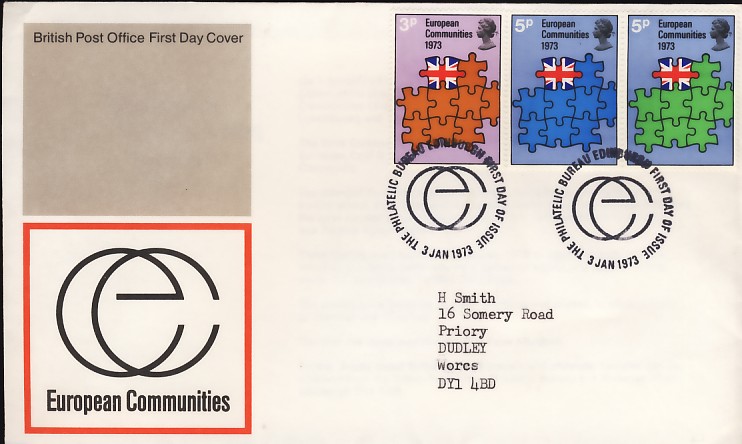 British Post Office First Day Cover
3p
European
Communities
1973
5p
European
Communities
1973
5p
European
Communities
1973
THE PHILATELIC BUREAU EDINBURGH FIRST DAY OF ISSUE
3 JAN 1973
THE PHILATELIC BUREAU EDINBURGH FIRST DAY OF ISSUE
3 JAN 1973
European Communities
H Smith
16 Somery Road
Priory
DUDLEY
Worcs
DY1 4BD